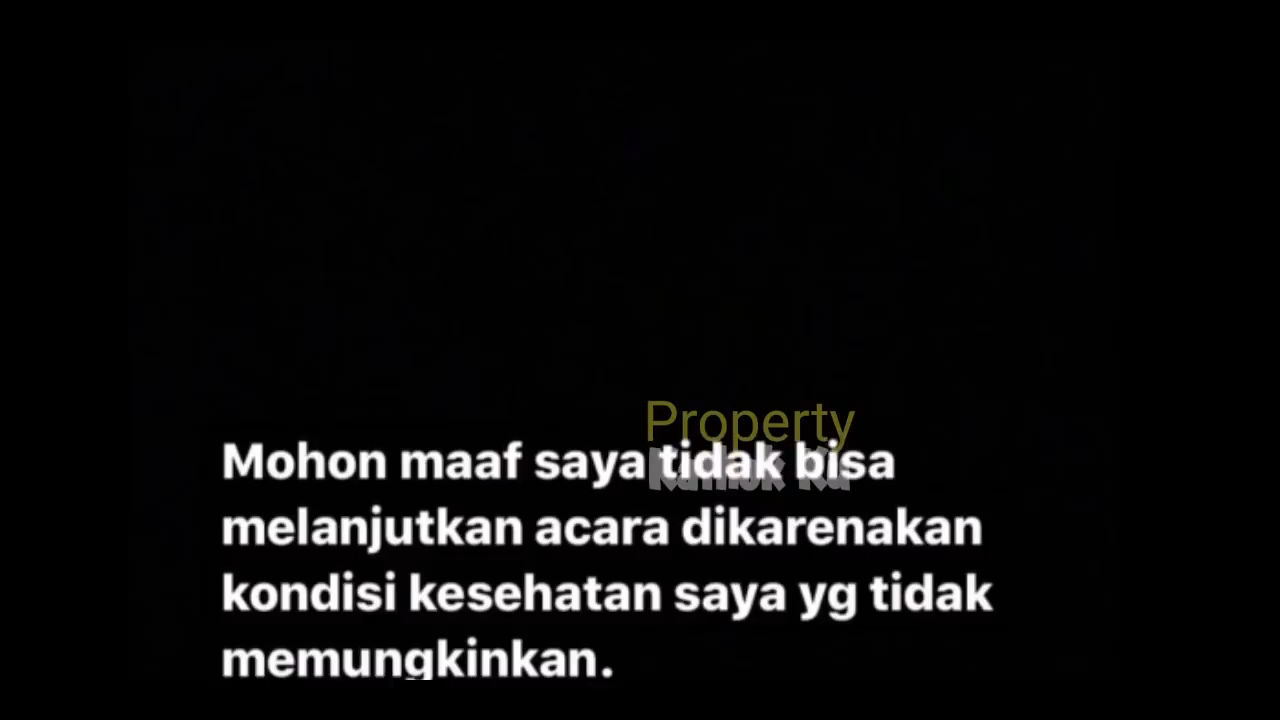 Property
Mohon maaf saya tidak bisa
melanjutkan acara dikarenakan
kondisi kesehatan saya yg tidak
memungkinkan.